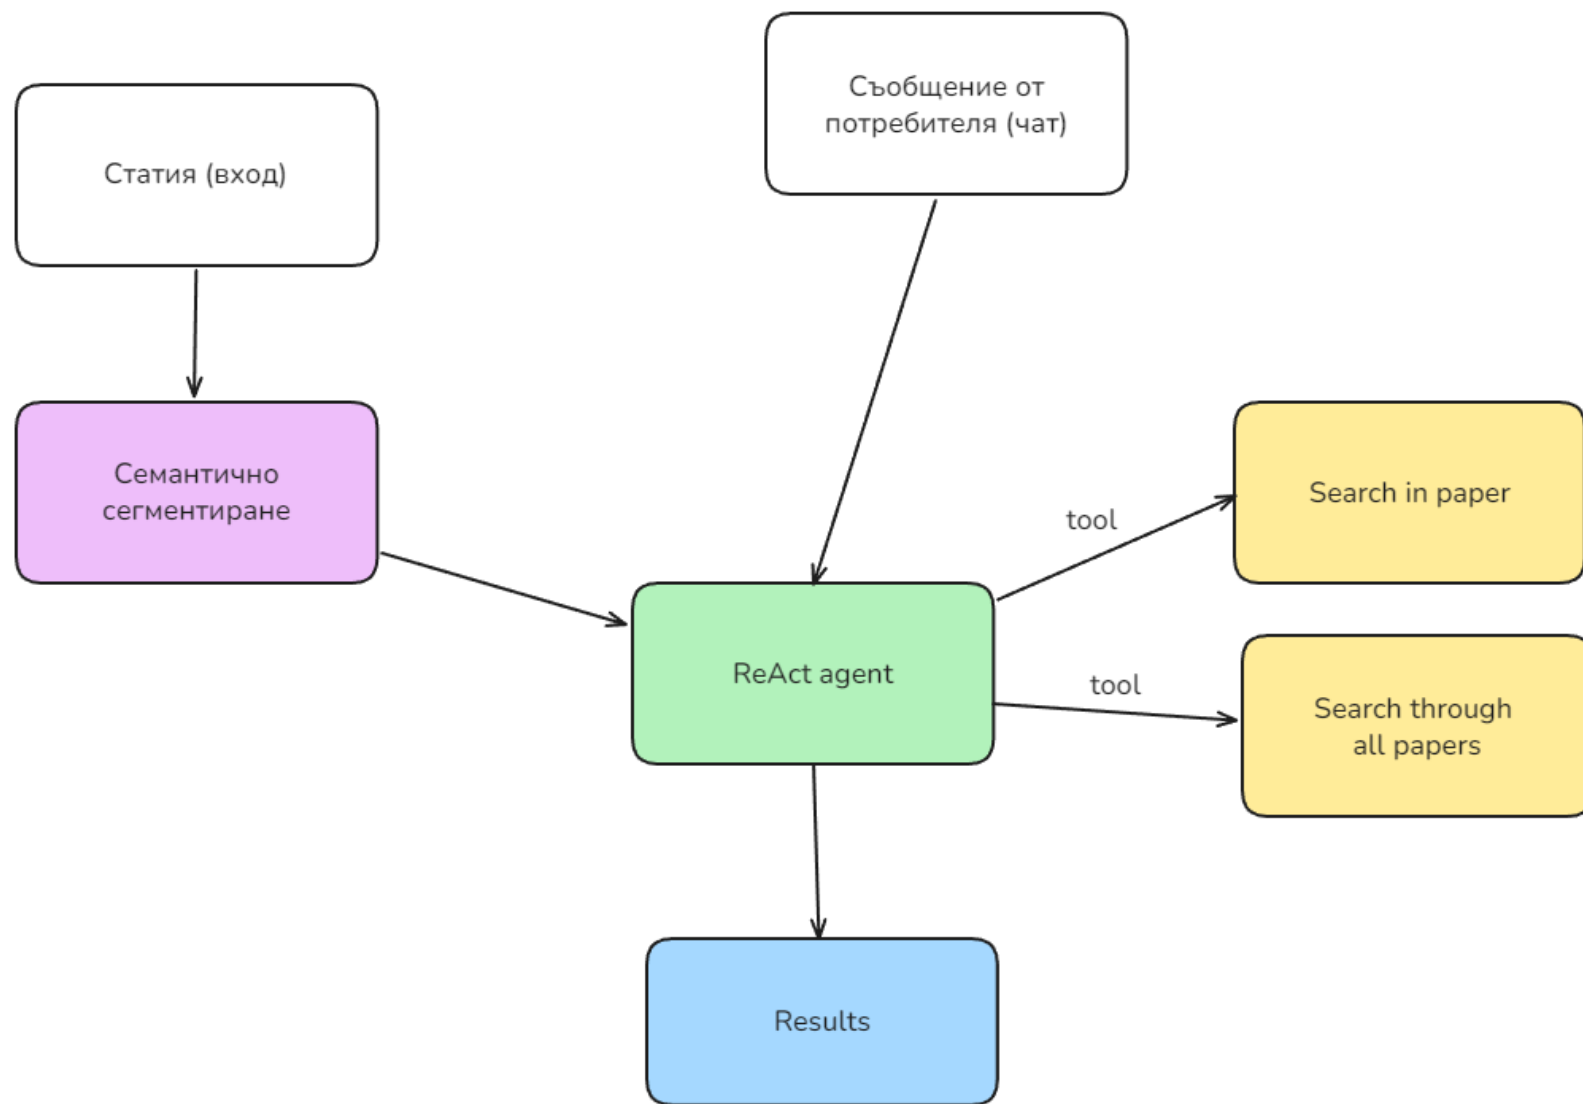 Съобщение от
потребителя (чат)
Статия (вход)
Семантично
сегментиране
Search in paper
tool
ReAct agent
tool
Search through
all papers
Results